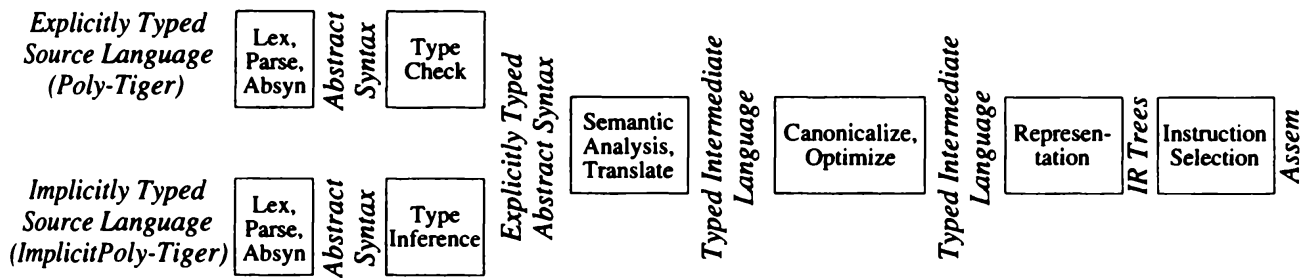 Explicitly Typed
Source Language
(Poly-Tiger)
Lex,
Parse,
Absyn
Abstract
Syntax
Type
Check
Implicitly Typed
Source Language
(ImplicitPoly-Tiger)
Lex,
Parse,
Absyn
Abstract
Syntax
Type
Inference
Explicitly Typed
Abstract Syntax
Semantic
Analysis,
Translate
Typed Intermediate
Language
Canonicalize,
Optimize
Typed Intermediate
Language
Represen-
tation
IR Trees
Instruction
Selection
Assem